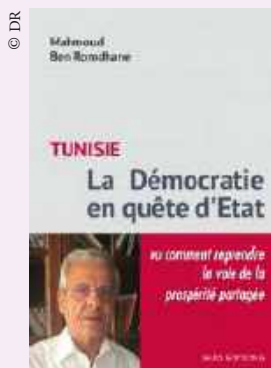 © DR
Mahmoud
Ben Romdhane
TUNISIE
La Démocratie
en quête d'Etat
ou comment reprendre
la voie de la
prospérité partagée
EDITIONS